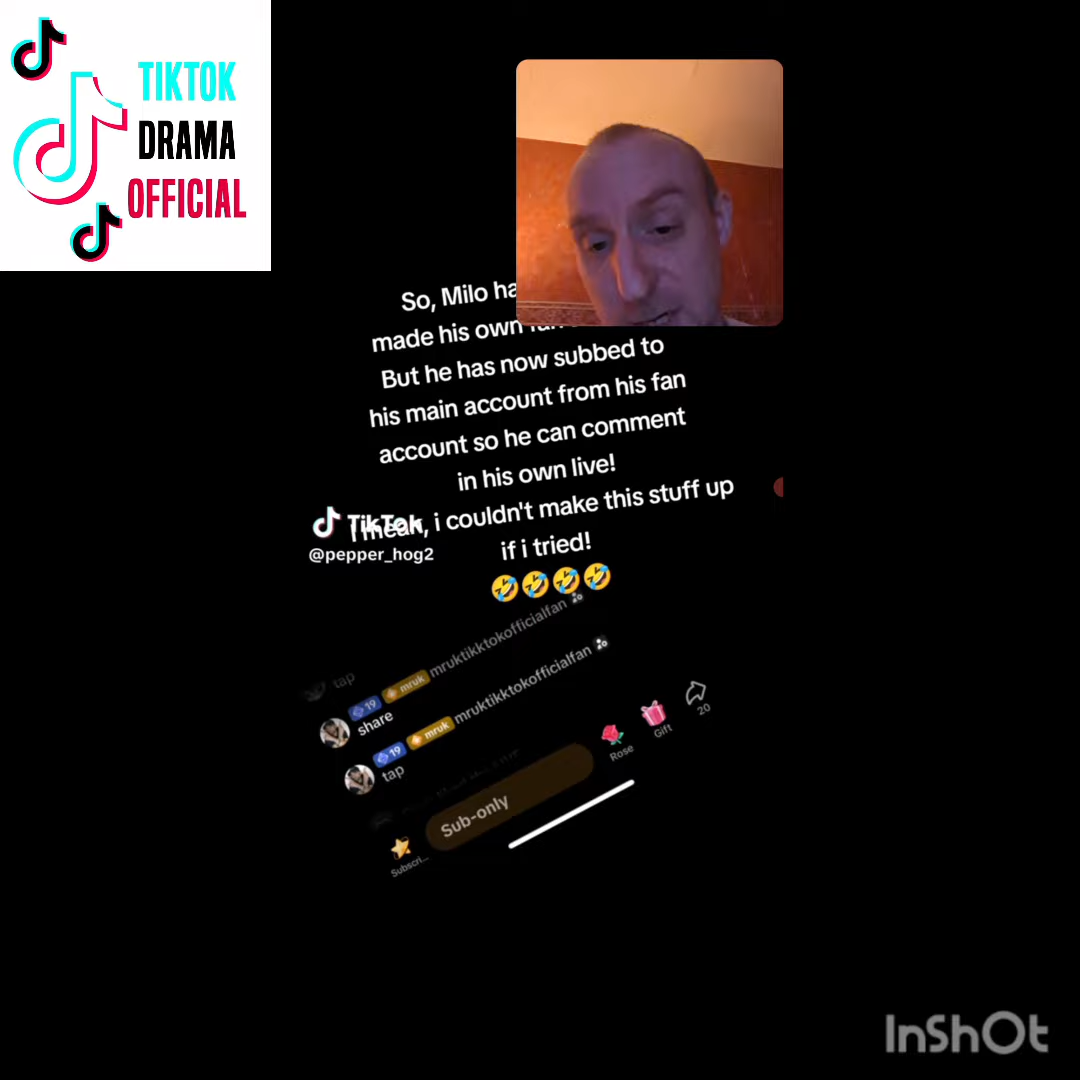 TIKTOK
DRAMA
OFFICIAL
So, Milo ha
made his own
But he has now subbed to
his main account from his fan
account so he can comment
in his own live!
i couldn't make this stuff up
if i tried!
🤣🤣🤣🤣
TikTok
@pepper_hog2
tap
19 mruk mruktikktokofficialfan
share
19 mruk mruktikktokofficialfan
tap
Sub-only
Subscri...
Rose
Gift
20
InShOt